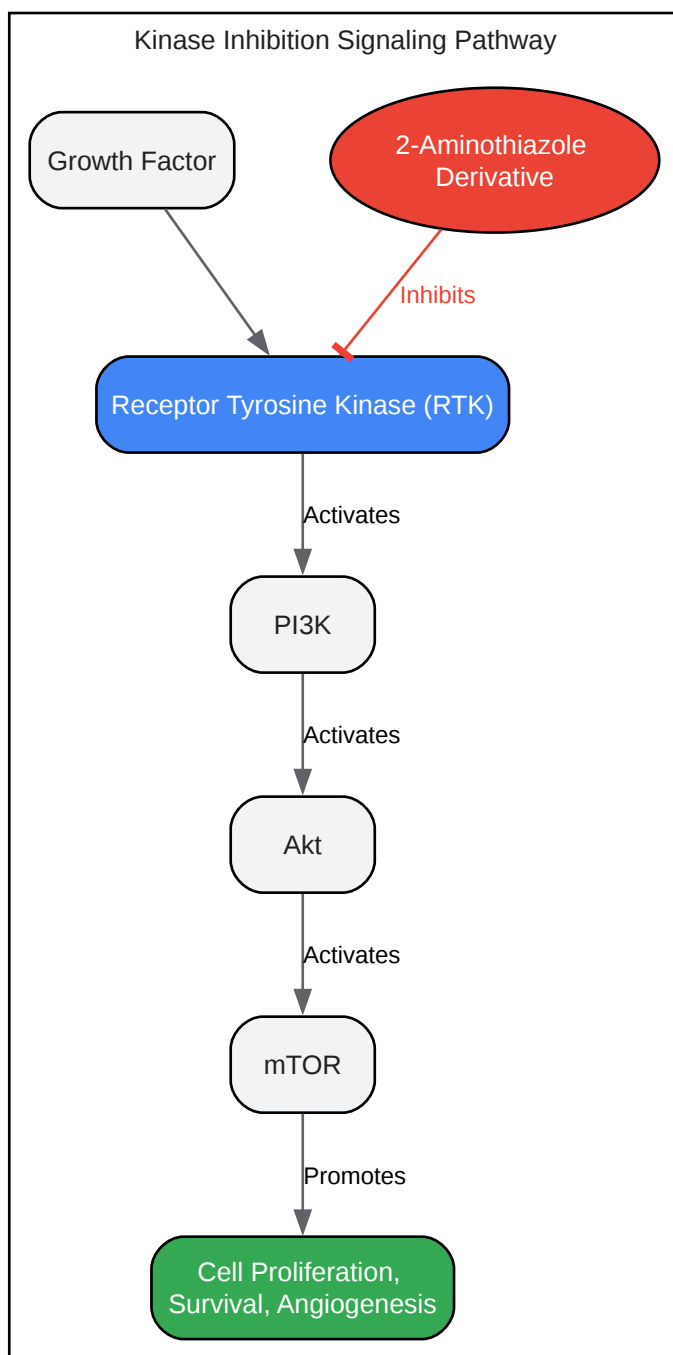 Kinase Inhibition Signaling Pathway
Growth Factor
2-Aminothiazole
Derivative
Inhibits
Receptor Tyrosine Kinase (RTK)
Activates
PI3K
Activates
Akt
Activates
mTOR
Promotes
Cell Proliferation,
Survival, Angiogenesis